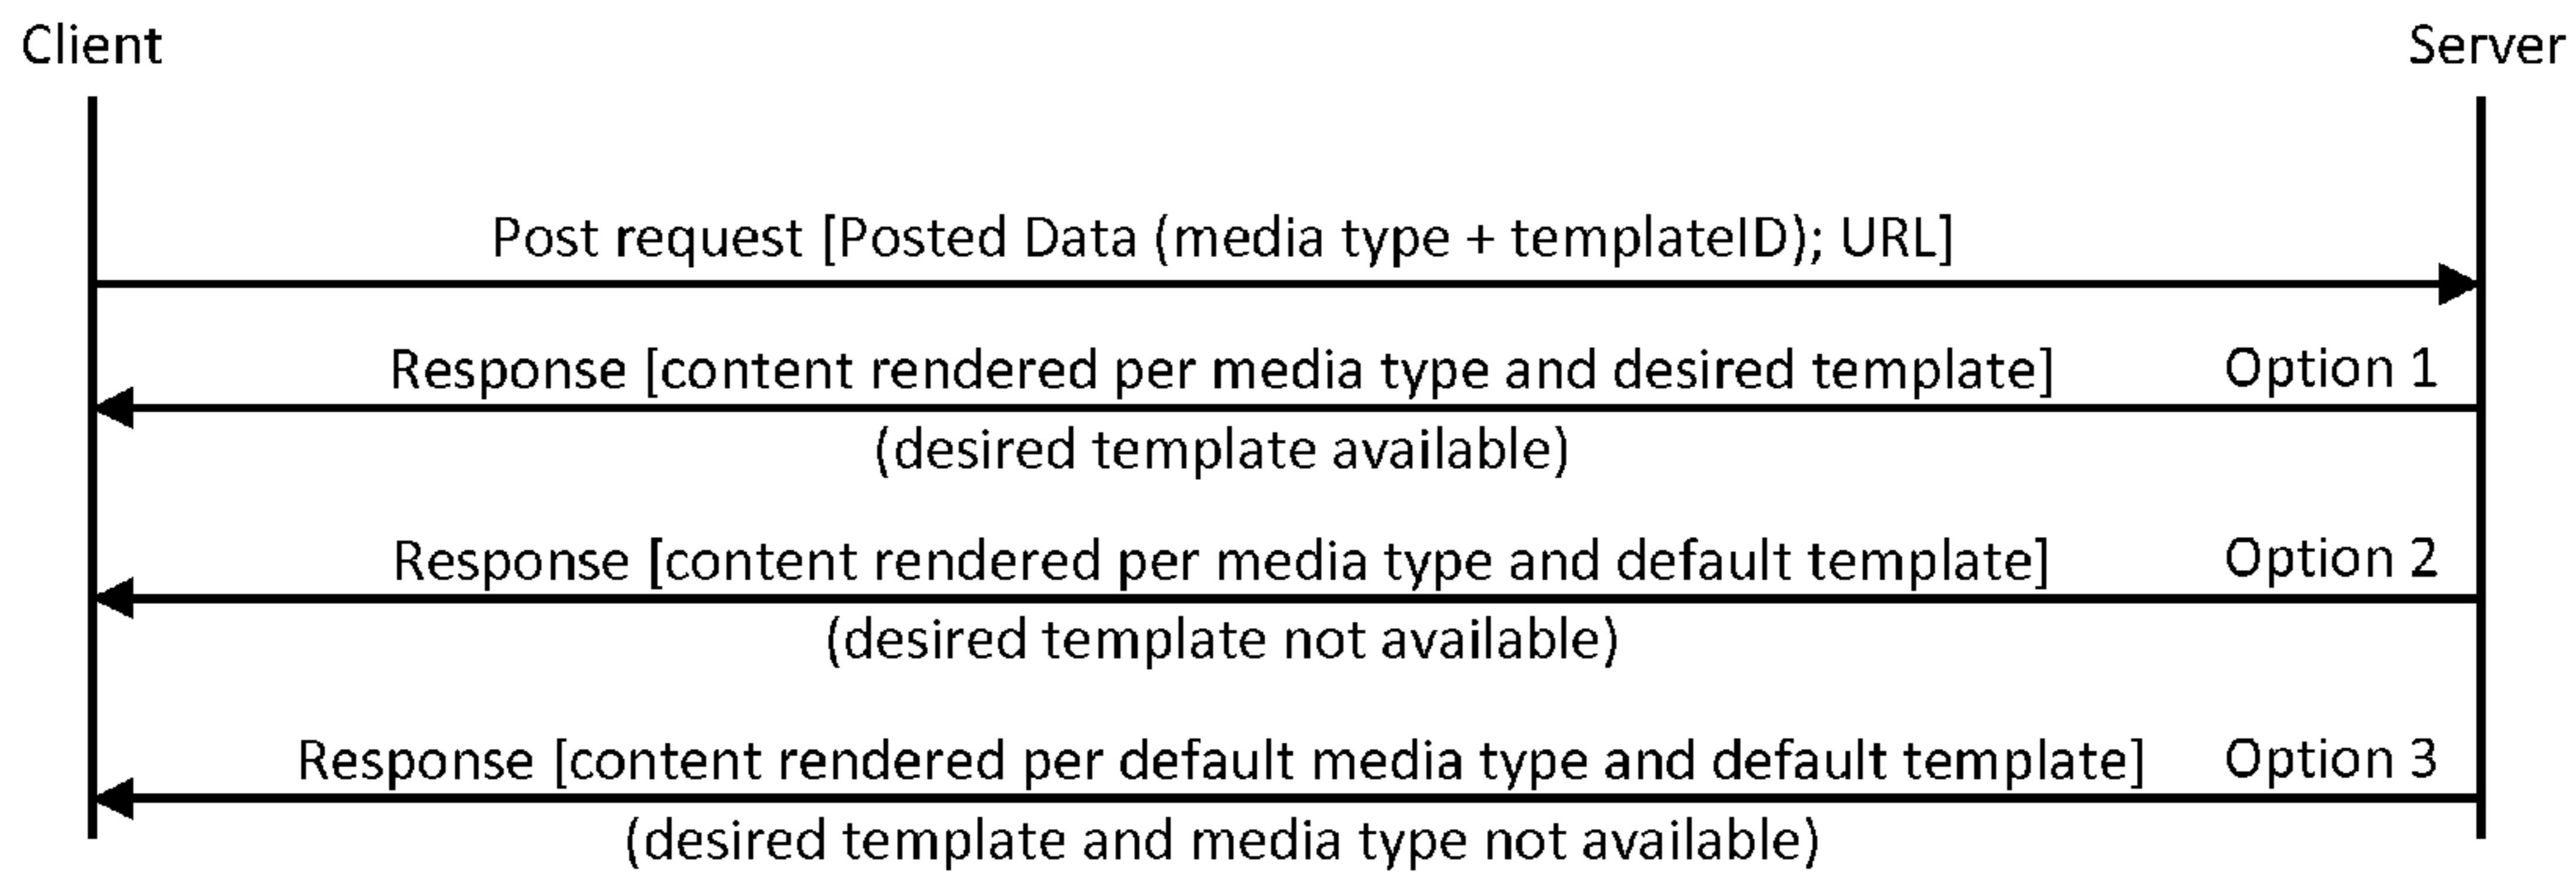 Client
Server
Post request [Posted Data (media type + templateID); URL]
Response [content rendered per media type and desired template]
Option 1
(desired template available)
Response [content rendered per media type and default template]
Option 2
(desired template not available)
Response [content rendered per default media type and default template]
Option 3
(desired template and media type not available)